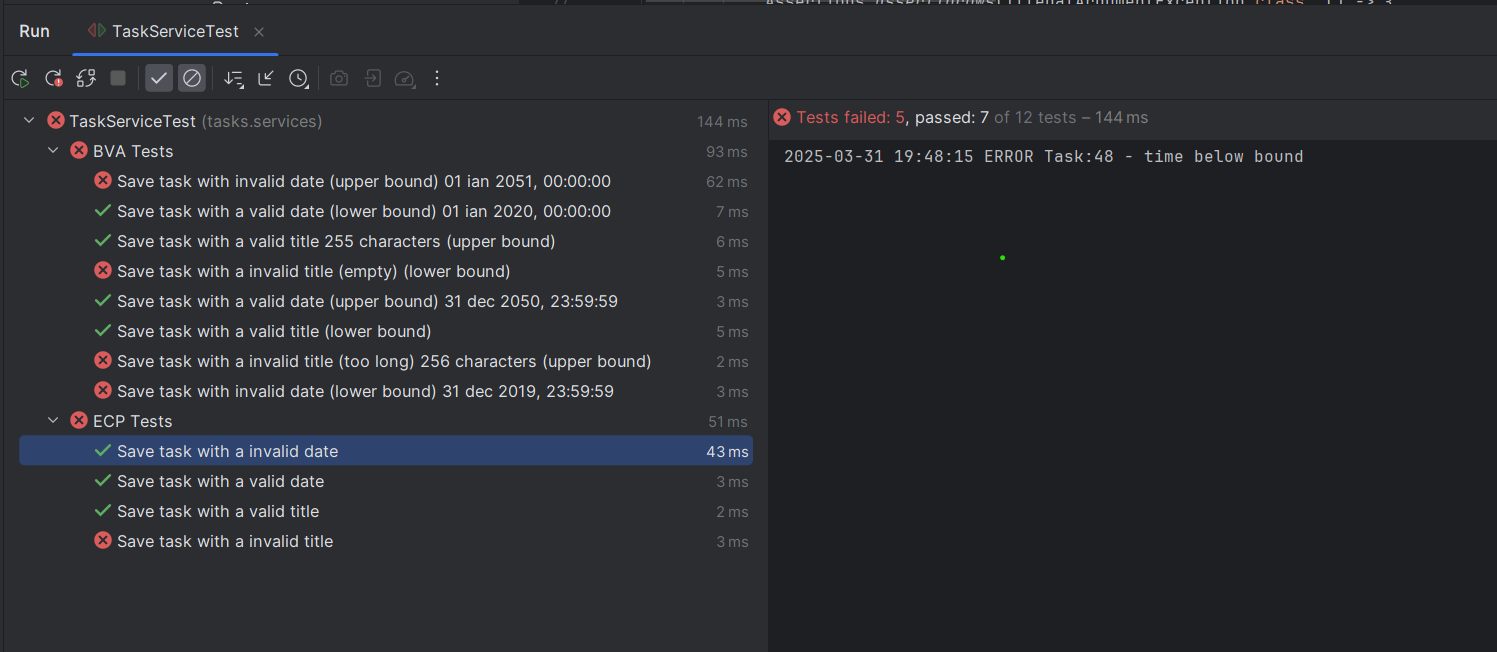 Run TaskServiceTest
TaskServiceTest (tasks.services) 144 ms
BVA Tests 93 ms
Save task with invalid date (upper bound) 01 ian 2051, 00:00:00 62 ms
Save task with a valid date (lower bound) 01 ian 2020, 00:00:00 7 ms
Save task with a valid title 255 characters (upper bound) 6 ms
Save task with a invalid title (empty) (lower bound) 5 ms
Save task with a valid date (upper bound) 31 dec 2050, 23:59:59 3 ms
Save task with a valid title (lower bound) 5 ms
Save task with a invalid title (too long) 256 characters (upper bound) 2 ms
Save task with invalid date (lower bound) 31 dec 2019, 23:59:59 3 ms
ECP Tests 51 ms
Save task with a invalid date 43 ms
Save task with a valid date 3 ms
Save task with a valid title 2 ms
Save task with a invalid title 3 ms
Tests failed: 5, passed: 7 of 12 tests – 144 ms
2025-03-31 19:48:15 ERROR Task:48 - time below bound